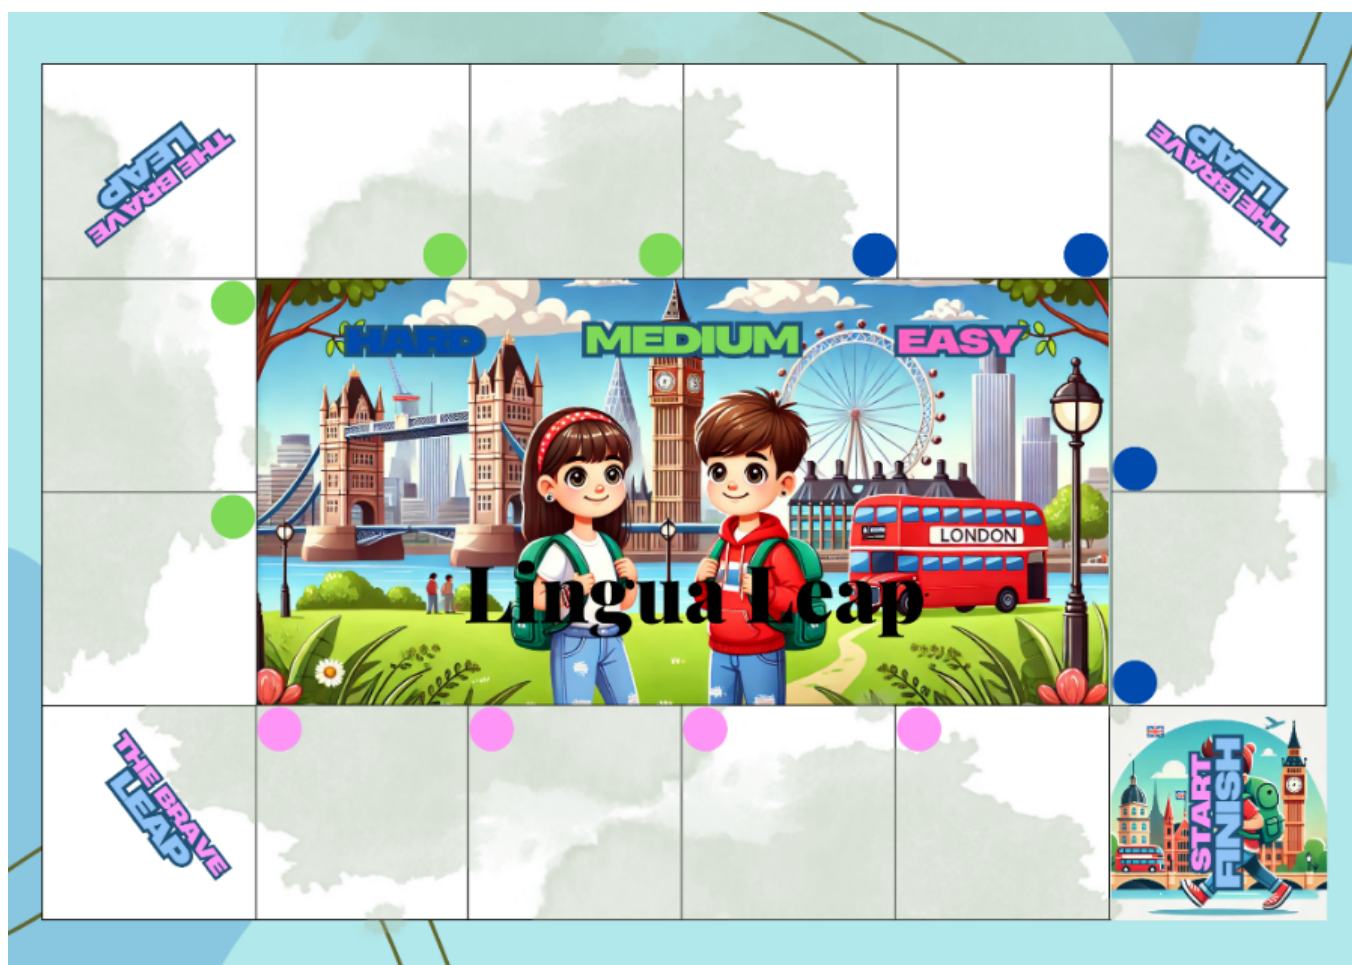 THE BRAVE
LEAP
THE BRAVE
LEAP
HARD
MEDIUM
EASY
LONDON
Lingua Leap
THE BRAVE
LEAP
START
FINISH